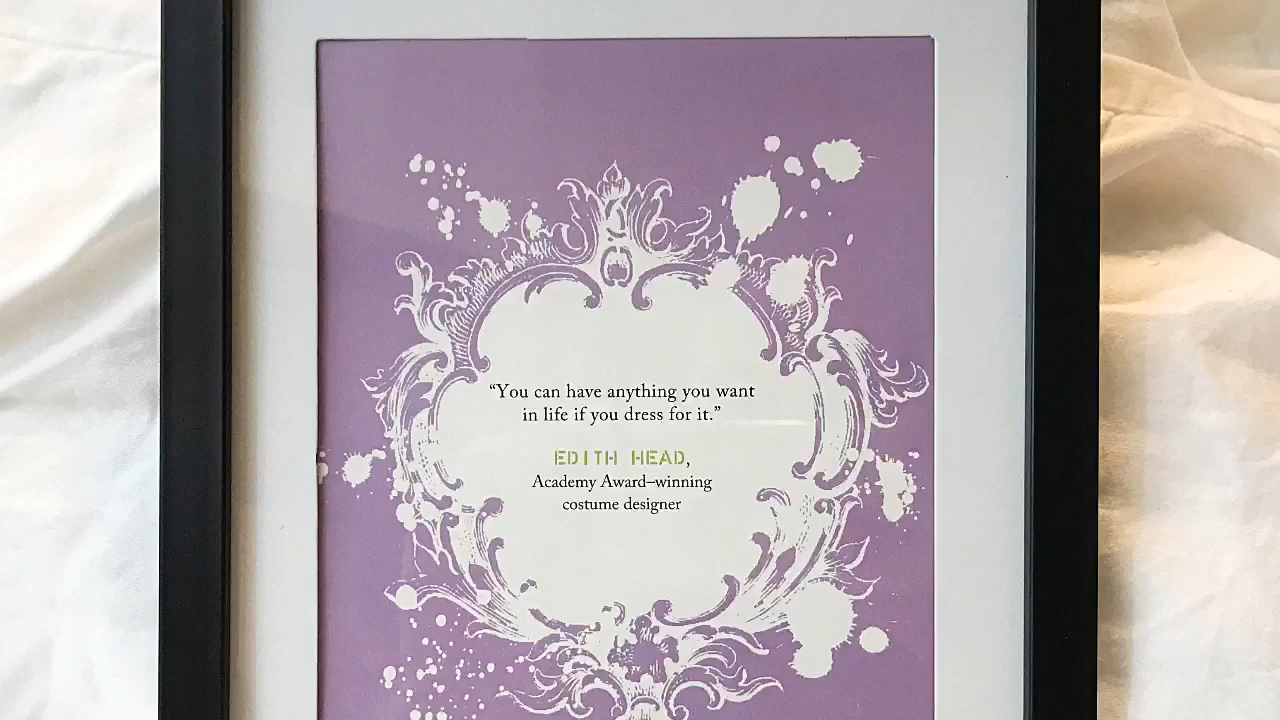 “You can have anything you want
in life if you dress for it.”
EDITH HEAD,
Academy Award–winning
costume designer